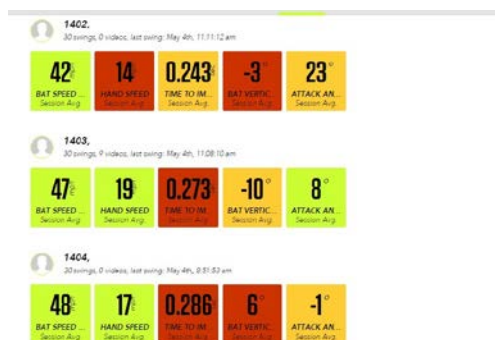 1402,
30 swings, 0 videos, last swing: May 4th, 11:11:12 am
42 14 0.243 -3° 23°
BAT SPEED ... HAND SPEED TIME TO IM... BAT VERTIC... ATTACK AN...
Session Avg. Session Avg. Session Avg. Session Avg. Session Avg.
1403,
30 swings, 9 videos, last swing: May 4th, 11:08:10 am
47 19 0.273 -10° 8°
BAT SPEED ... HAND SPEED TIME TO IM... BAT VERTIC... ATTACK AN...
Session Avg. Session Avg. Session Avg. Session Avg. Session Avg.
1404,
30 swings, 0 videos, last swing: May 4th,
48 17 0.286 6° -1°
BAT SPEED ... HAND SPEED TIME TO IM... BAT VERTIC... ATTACK AN...
Session Avg. Session Avg. Session Avg. Session Avg. Session Avg.